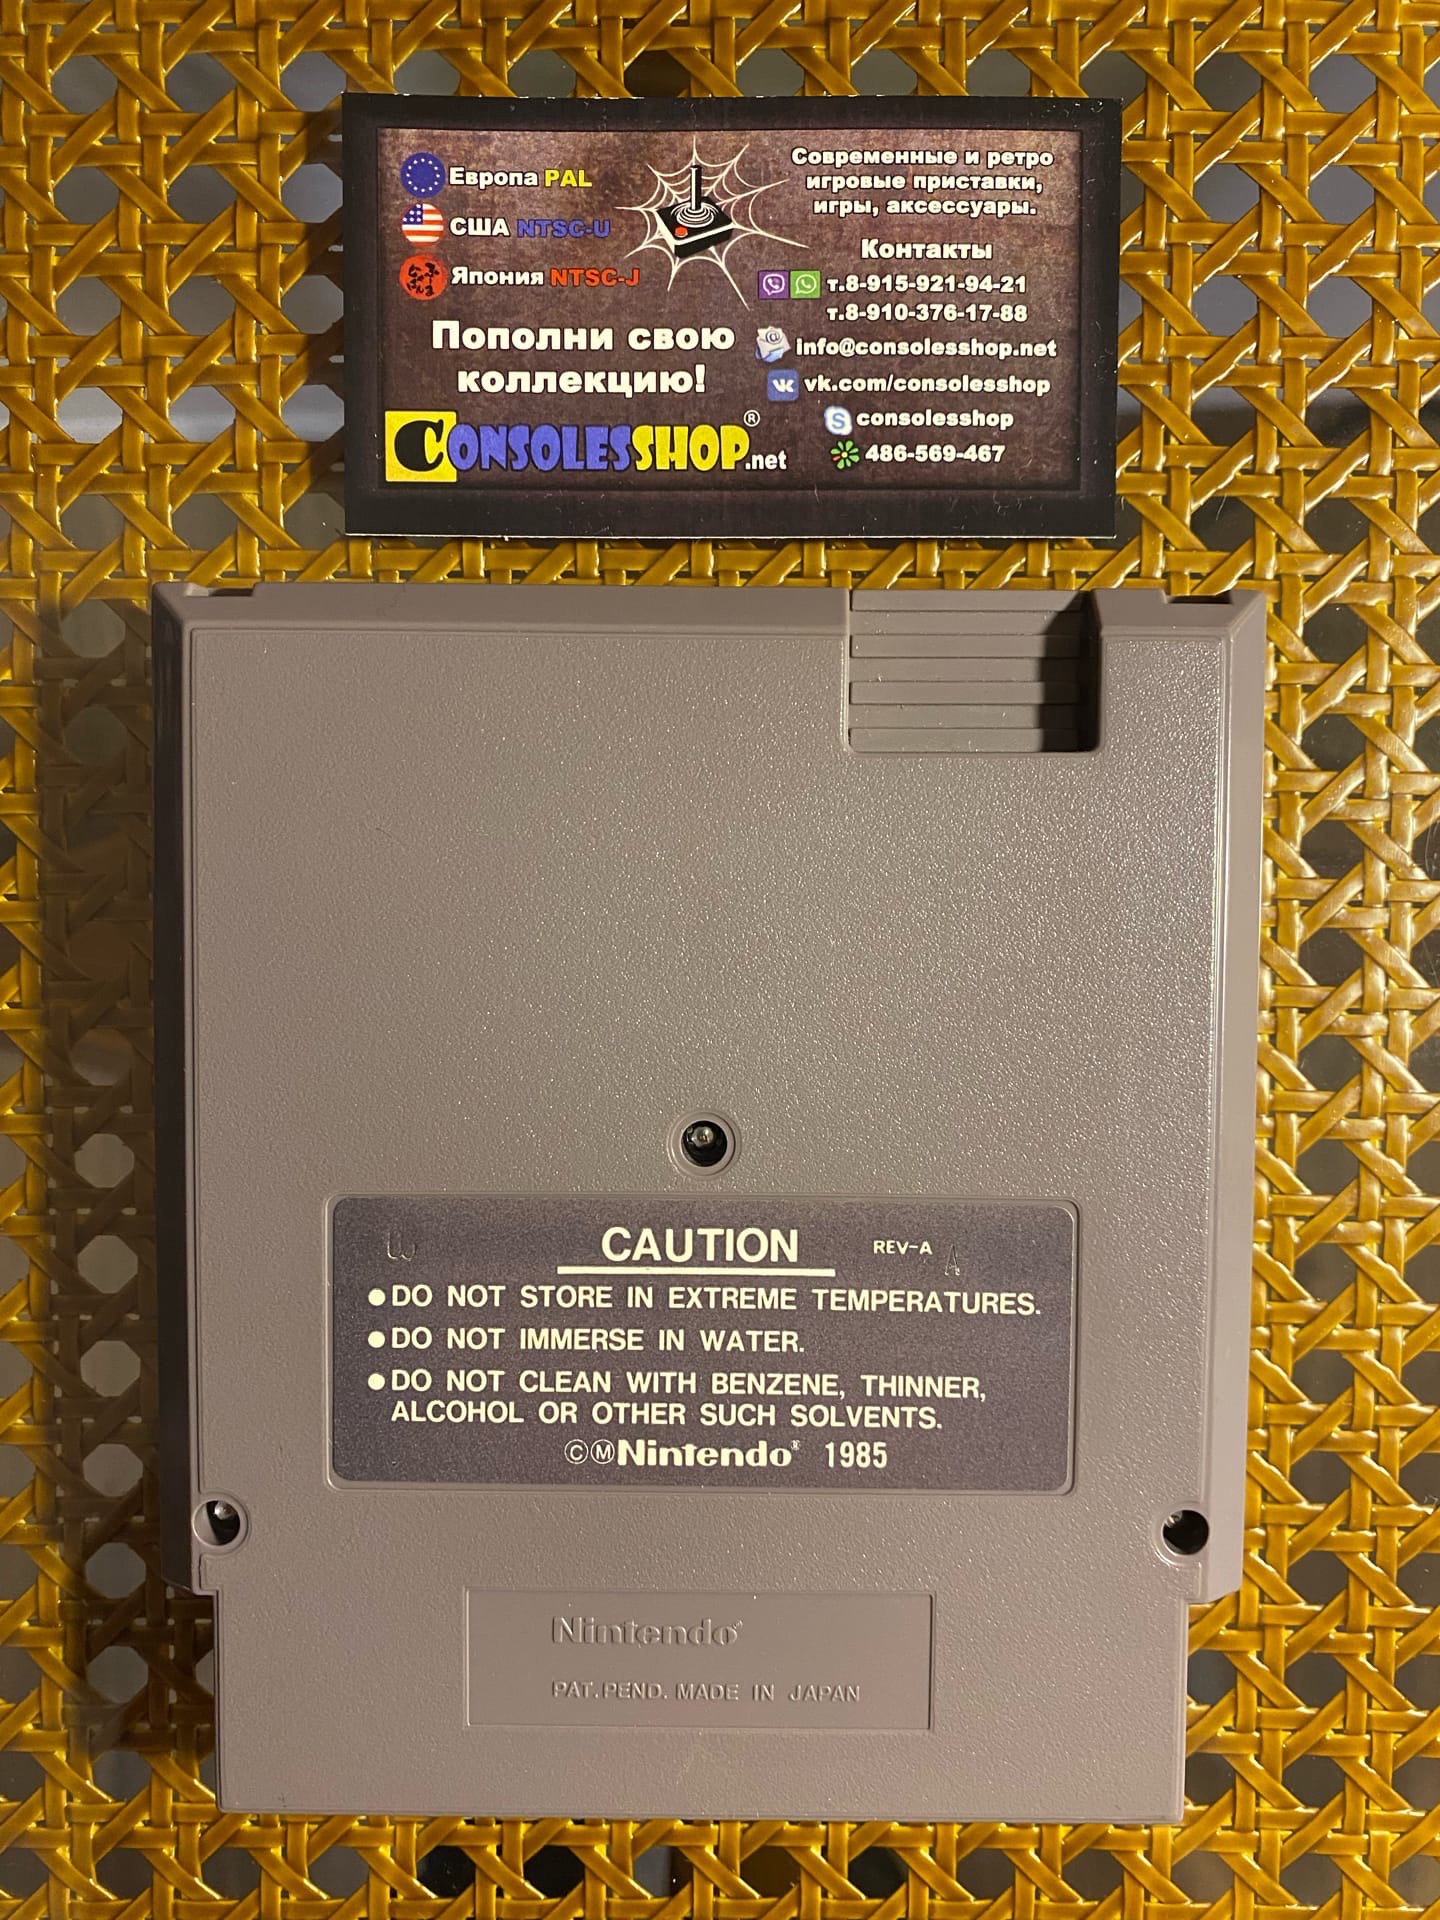 Европа PAL
США NTSC-U
Япония NTSC-J
Пополни свою
коллекцию!
CONSOLESSHOP.net®
Современные и ретро
игровые приставки,
игры, аксессуары.
Контакты
т.8-915-921-94-21
т.8-910-376-17-88
info@consolesshop.net
vk.com/consolesshop
consolesshop
486-569-467
CAUTION
REV-A A
●DO NOT STORE IN EXTREME TEMPERATURES.
●DO NOT IMMERSE IN WATER.
●DO NOT CLEAN WITH BENZENE, THINNER,
ALCOHOL OR OTHER SUCH SOLVENTS.
©Ⓜ Nintendo® 1985
Nintendo®
PAT.PEND. MADE IN JAPAN